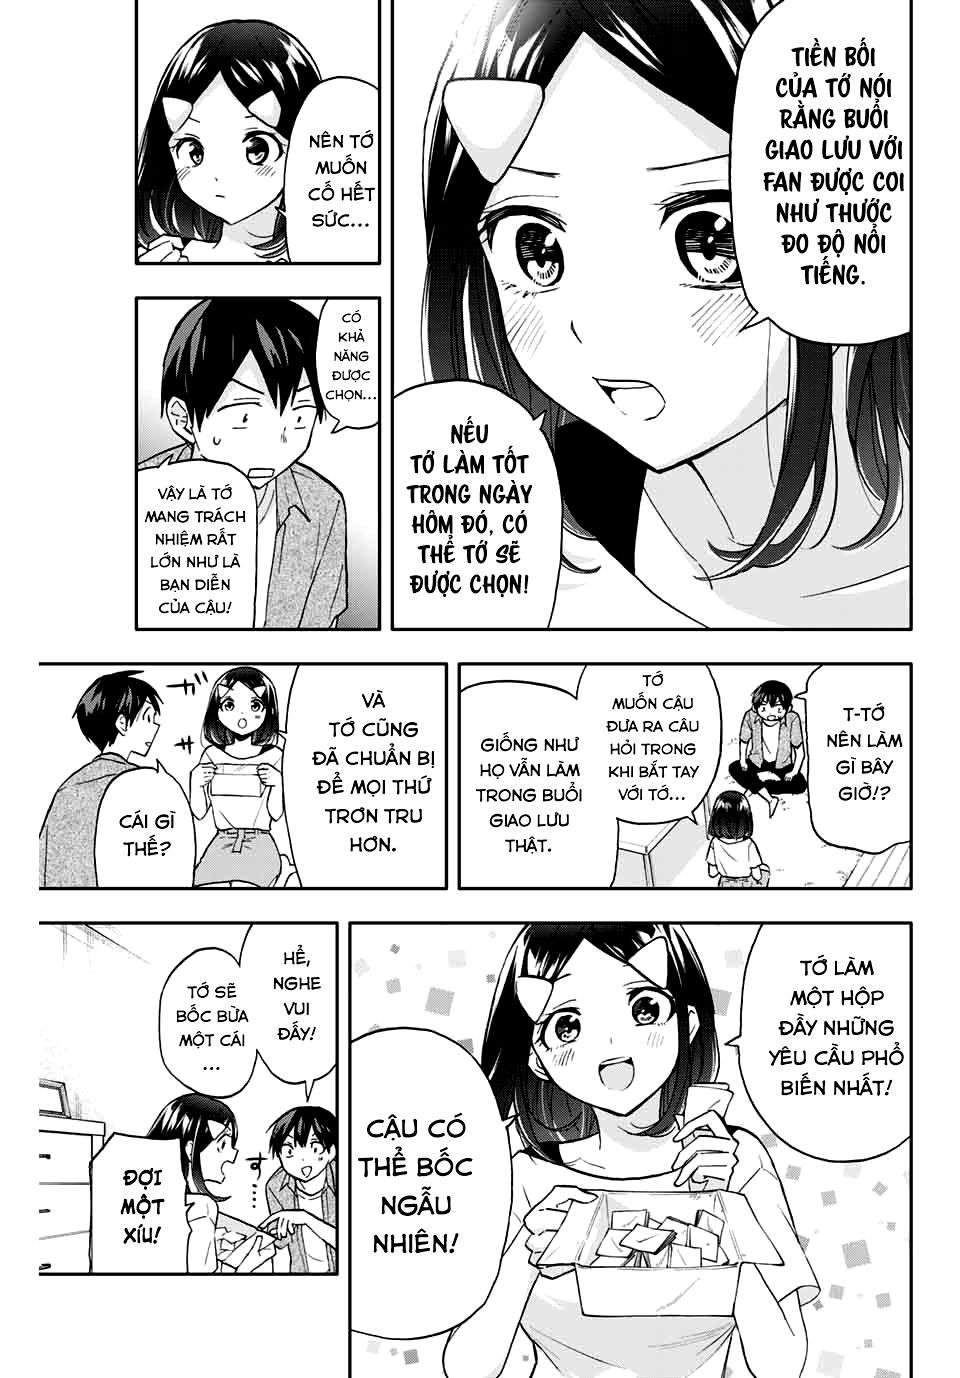 TIỀN BỐI
CỦA TỚ NÓI
RẰNG BUỔI
GIAO LƯU VỚI
FAN ĐƯỢC COI
NHƯ THƯỚC
ĐO ĐỘ NỔI
TIẾNG.
NẾU
TỚ LÀM TỐT
TRONG NGÀY
HÔM ĐÓ, CÓ
THỂ TỚ SẼ
ĐƯỢC CHỌN!
NÊN TỚ
MUỐN
CỐ HẾT
SỨC...
CÓ
KHẢ
NĂNG
ĐƯỢC
CHỌN...
VẬY LÀ TỚ
MANG TRÁCH
NHIỆM RẤT
LỚN NHƯ LÀ
BẠN DIỄN
CỦA CẬU!
T-TỚ
NÊN LÀM
GÌ BÂY
GIỜ!?
TỚ
MUỐN CẬU
ĐƯA RA CÂU
HỎI TRONG
KHI BẮT TAY
VỚI TỚ...
GIỐNG NHƯ
HỌ VẪN LÀM
TRONG BUỔI
GIAO LƯU
THẬT.
VÀ
TỚ CŨNG
ĐÃ CHUẨN BỊ
ĐỂ MỌI THỨ
TRƠN TRU
HƠN.
ガサ
CÁI GÌ
THẾ?
TỚ LÀM
MỘT HỘP
ĐẦY NHỮNG
YÊU CẦU PHỔ
BIẾN NHẤT!
CẬU CÓ
THỂ BỐC
NGẪU
NHIÊN!
HỂ,
NGHE
VUI
ĐẤY!
TỚ SẼ
BỐC BỪA
MỘT CÁI
...
ず...
ĐỢI
MỘT
XÍU!